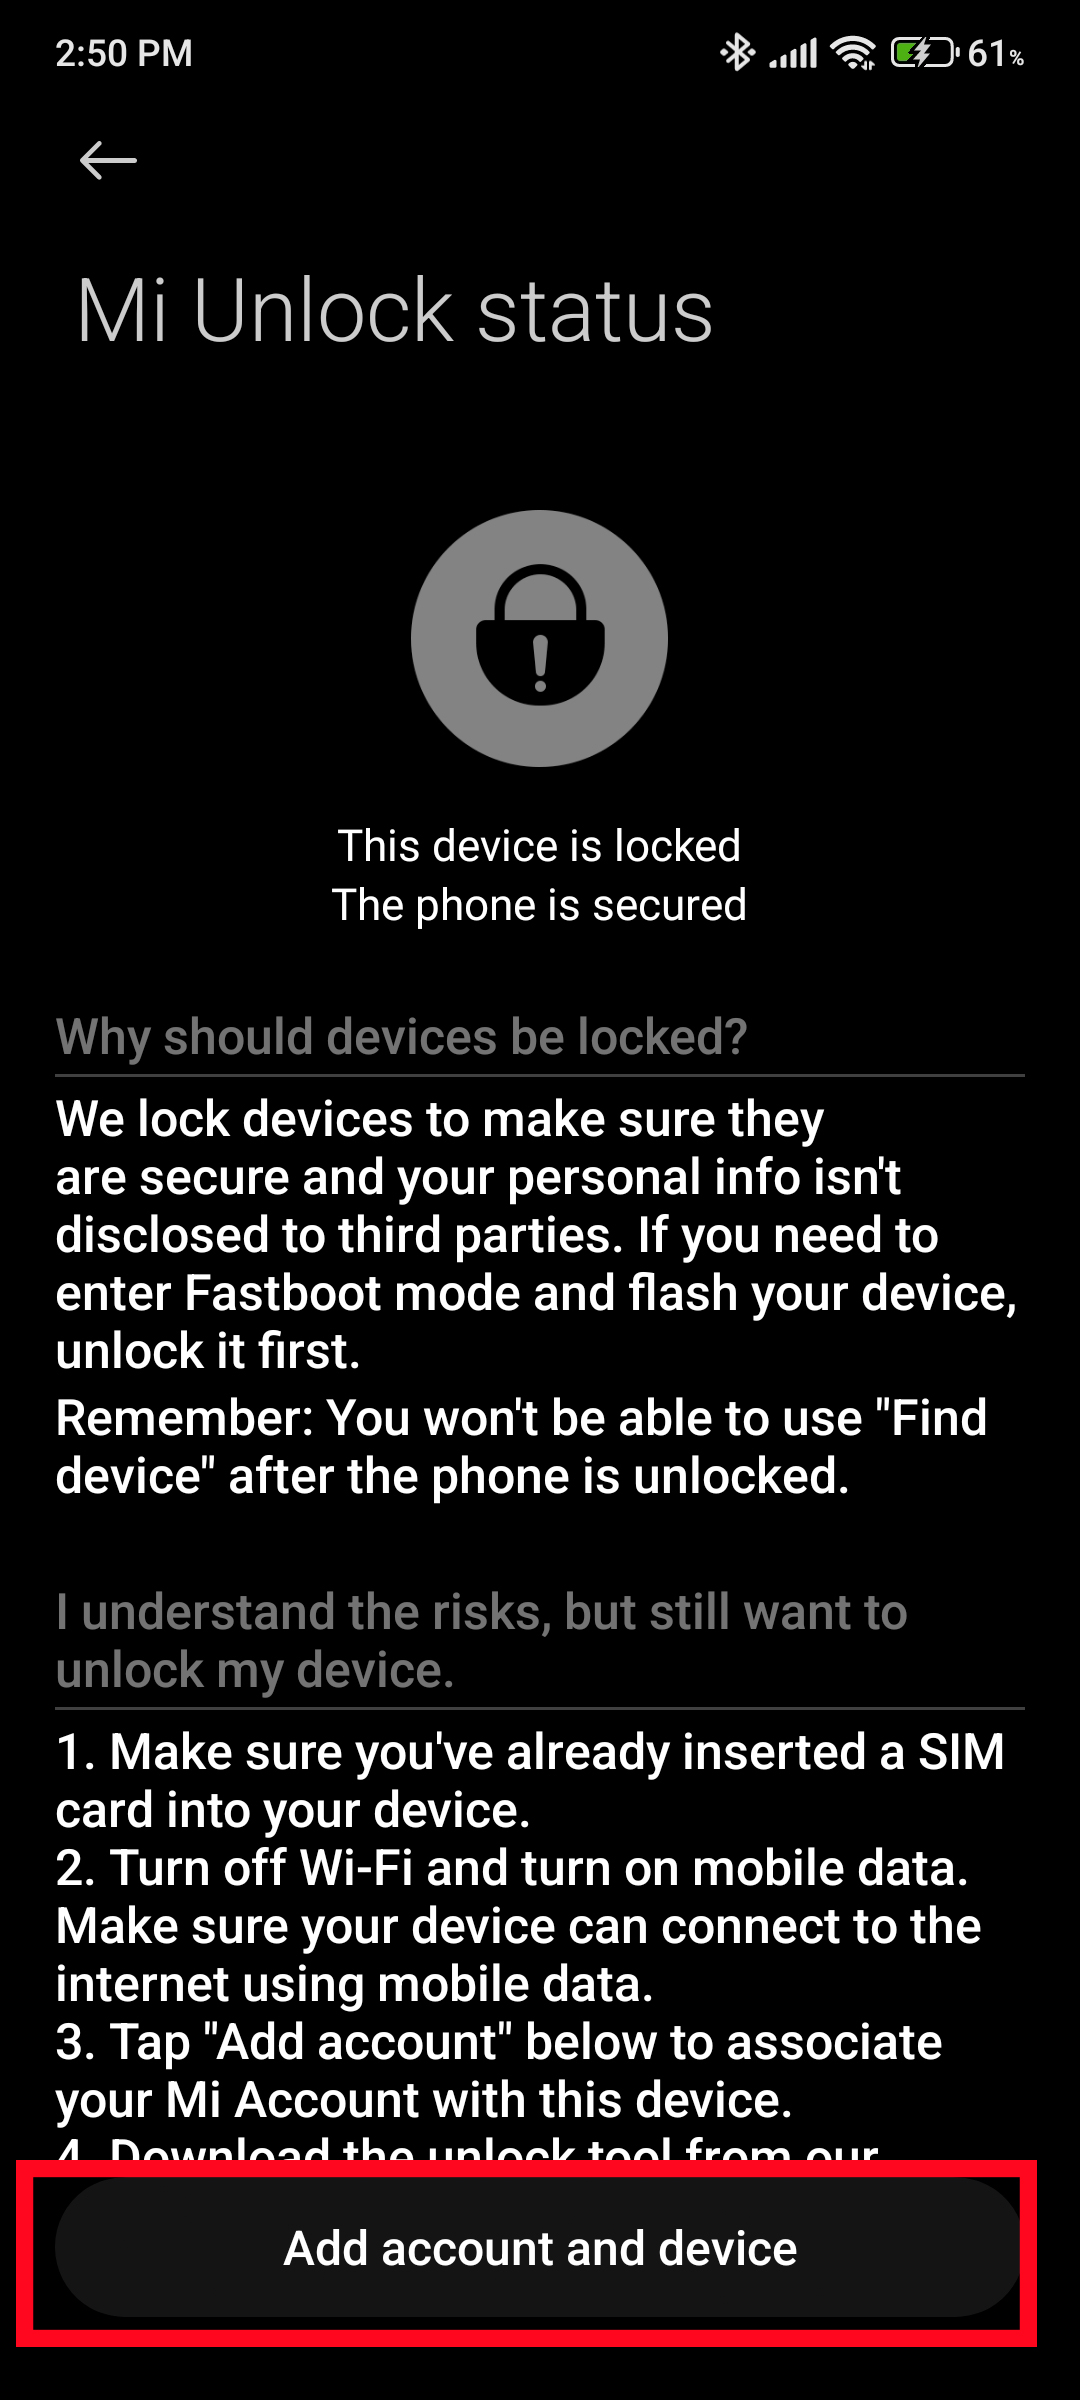 2:50 PM
61%
Mi Unlock status
This device is locked
The phone is secured
Why should devices be locked?
We lock devices to make sure they
are secure and your personal info isn't
disclosed to third parties. If you need to
enter Fastboot mode and flash your device,
unlock it first.
Remember: You won't be able to use "Find
device" after the phone is unlocked.
I understand the risks, but still want to
unlock my device.
1. Make sure you've already inserted a SIM
card into your device.
2. Turn off Wi-Fi and turn on mobile data.
Make sure your device can connect to the
internet using mobile data.
3. Tap "Add account" below to associate
your Mi Account with this device.
4. Download the unlock tool from our
Add account and device